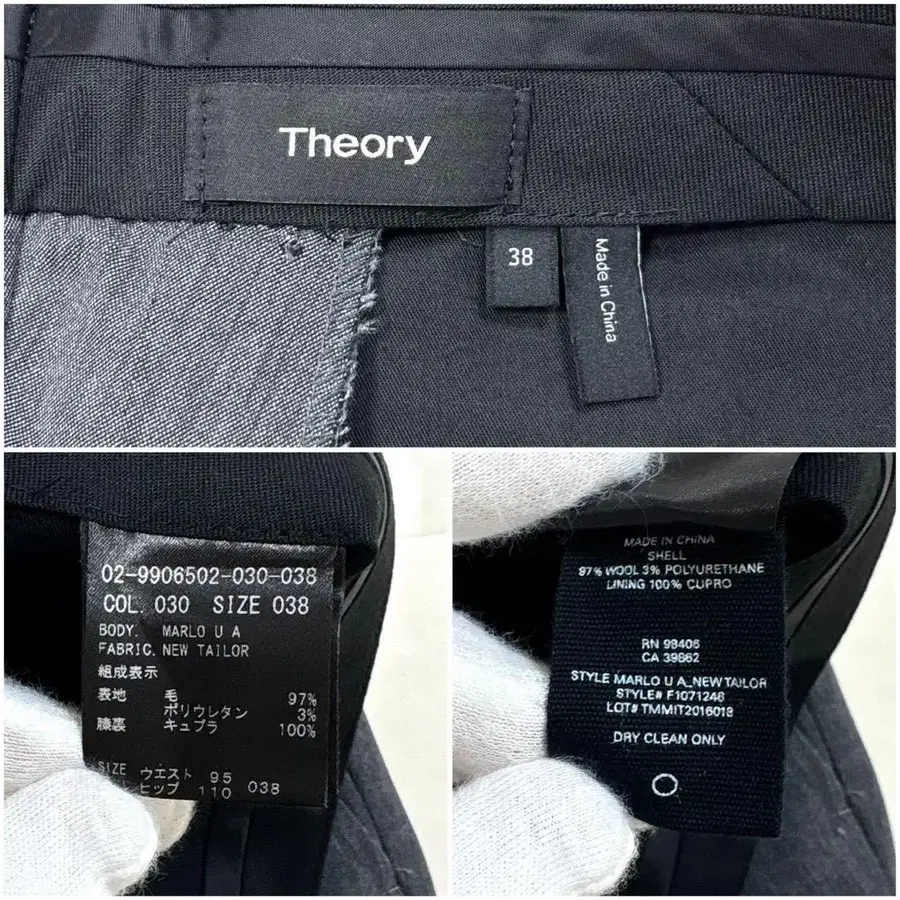 Theory
38
Made in China
02-9906502-030-038
COL. 030 SIZE 038
BODY. MARLO U A
FABRIC. NEW TAILOR
組成表示
表地 毛 97%
ポリウレタン 3%
膝裏 キュプラ 100%
SIZE ウエスト 95
ヒップ 110 038
MADE IN CHINA
SHELL
97% WOOL 3% POLYURETHANE
LINING 100% CUPRO
RN 98406
CA 39862
STYLE MARLO U A_NEW TAILOR
STYLE# F1071246
LOT# TMMIT2016018
DRY CLEAN ONLY